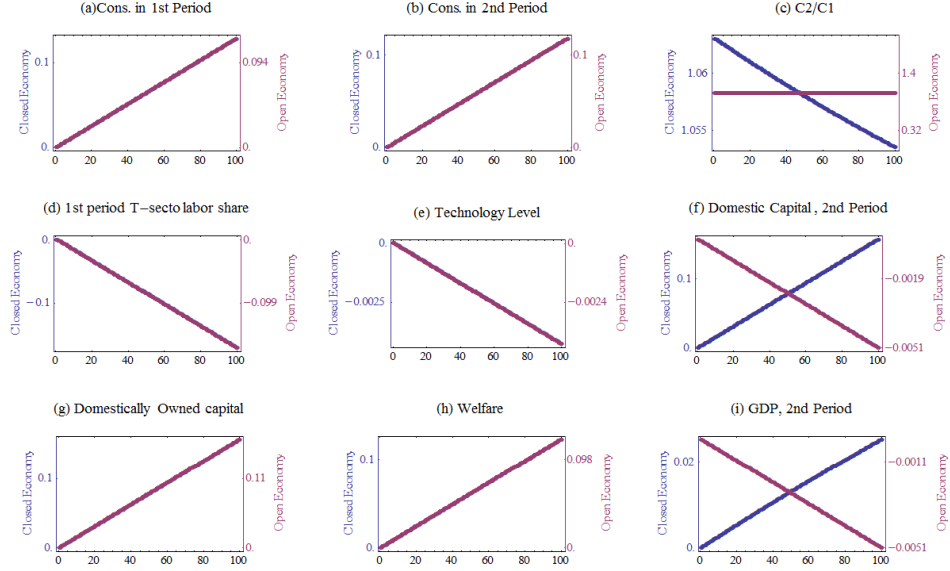 (a)Cons. in 1st Period
(b) Cons. in 2nd Period
(c) C2/C1
Closed Economy
0.1
0.
0.094
0.
Open Economy
0 20 40 60 80 100
Closed Economy
0.1
0.
0.1
0.
Open Economy
0 20 40 60 80 100
Closed Economy
1.06
1.055
1.4
0.32
Open Economy
0 20 40 60 80 100
(d) 1st period T-secto labor share
(e) Technology Level
(f) Domestic Capital , 2nd Period
Closed Economy
0.
-0.1
0.
-0.099
Open Economy
0 20 40 60 80 100
Closed Economy
0.
-0.0025
0.
-0.0024
Open Economy
0 20 40 60 80 100
Closed Economy
0.1
0.
-0.0019
-0.0051
Open Economy
0 20 40 60 80 100
(g) Domestically Owned capital
(h) Welfare
(i) GDP, 2nd Period
Closed Economy
0.1
0.
0.11
0.
Open Economy
0 20 40 60 80 100
Closed Economy
0.1
0.
0.098
0.
Open Economy
0 20 40 60 80 100
Closed Economy
0.02
0.
-0.0011
-0.0051
Open Economy
0 20 40 60 80 100